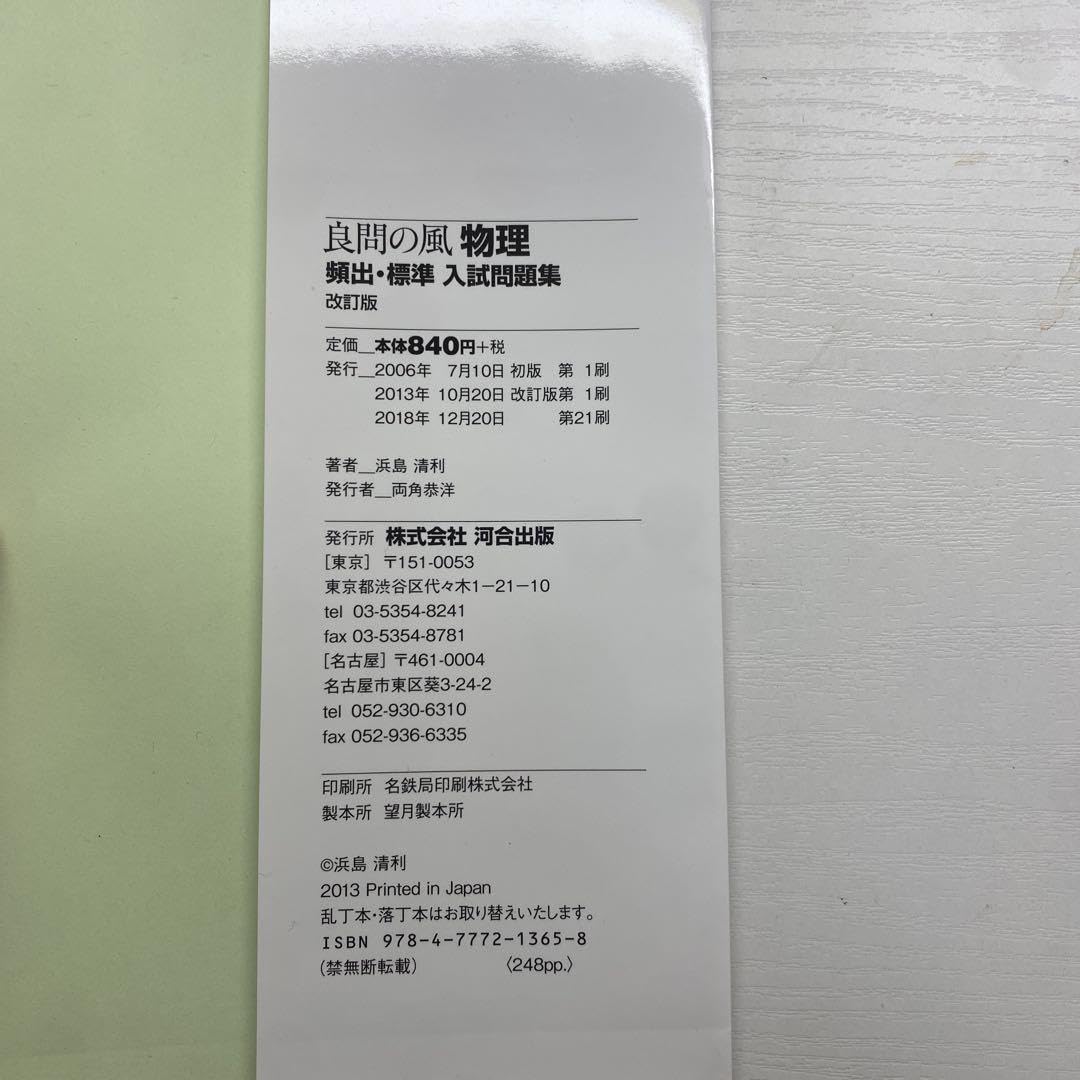 良問の風 物理
頻出・標準 入試問題集
改訂版
定価__本体840円+税
発行__2006年 7月10日 初版 第 1刷
2013年 10月20日 改訂版第 1刷
2018年 12月20日 第21刷
著者__浜島 清利
発行者__両角恭洋
発行所 株式会社 河合出版
[東京] 〒151-0053
東京都渋谷区代々木1-21-10
tel 03-5354-8241
fax 03-5354-8781
[名古屋] 〒461-0004
名古屋市東区葵3-24-2
tel 052-930-6310
fax 052-936-6335
印刷所 名鉄局印刷株式会社
製本所 望月製本所
©浜島 清利
2013 Printed in Japan
乱丁本・落丁本はお取り替えいたします。
ISBN 978-4-7772-1365-8
(禁無断転載) 〈248pp.〉